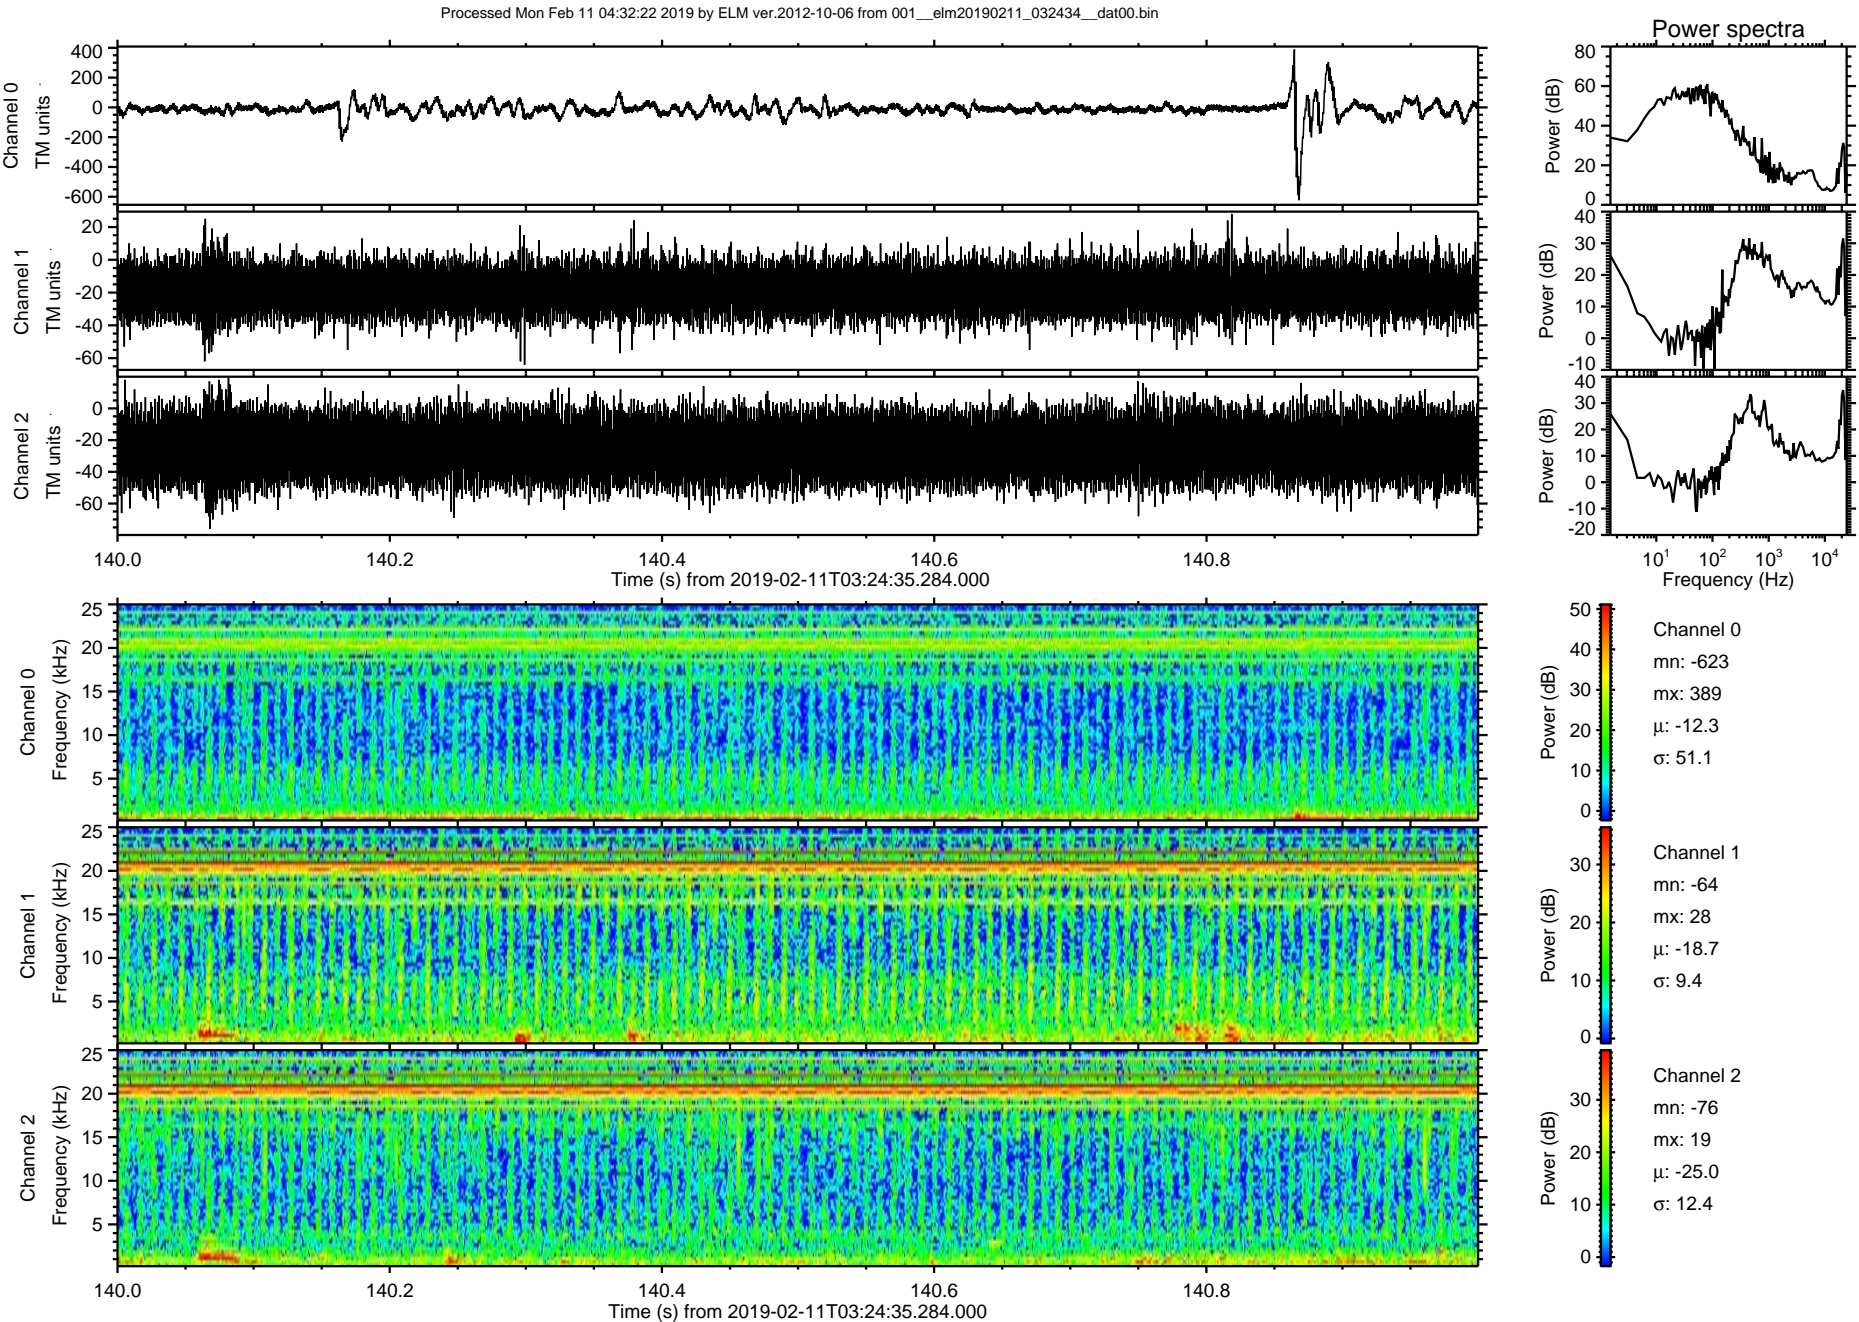 Processed Mon Feb 11 04:32:22 2019 by ELM ver.2012-10-06 from 001__elm20190211_032434__dat00.bin
Power spectra
Channel 0
TM units
400
200
0
-200
-400
-600
Power (dB)
80
60
40
20
0
Channel 1
TM units
20
0
-20
-40
-60
Power (dB)
40
30
20
10
0
-10
Channel 2
TM units
0
-20
-40
-60
Power (dB)
40
30
20
10
0
-10
-20
140.0 140.2 140.4 140.6 140.8
Time (s) from 2019-02-11T03:24:35.284.000
10^1 10^2 10^3 10^4
Frequency (Hz)
Channel 0
Frequency (kHz)
25
20
15
10
5
Power (dB)
50
40
30
20
10
0
Channel 0
mn: -623
mx: 389
μ: -12.3
σ: 51.1
Channel 1
Frequency (kHz)
25
20
15
10
5
Power (dB)
30
20
10
0
Channel 1
mn: -64
mx: 28
μ: -18.7
σ: 9.4
Channel 2
Frequency (kHz)
25
20
15
10
5
Power (dB)
30
20
10
0
Channel 2
mn: -76
mx: 19
μ: -25.0
σ: 12.4
140.0 140.2 140.4 140.6 140.8
Time (s) from 2019-02-11T03:24:35.284.000